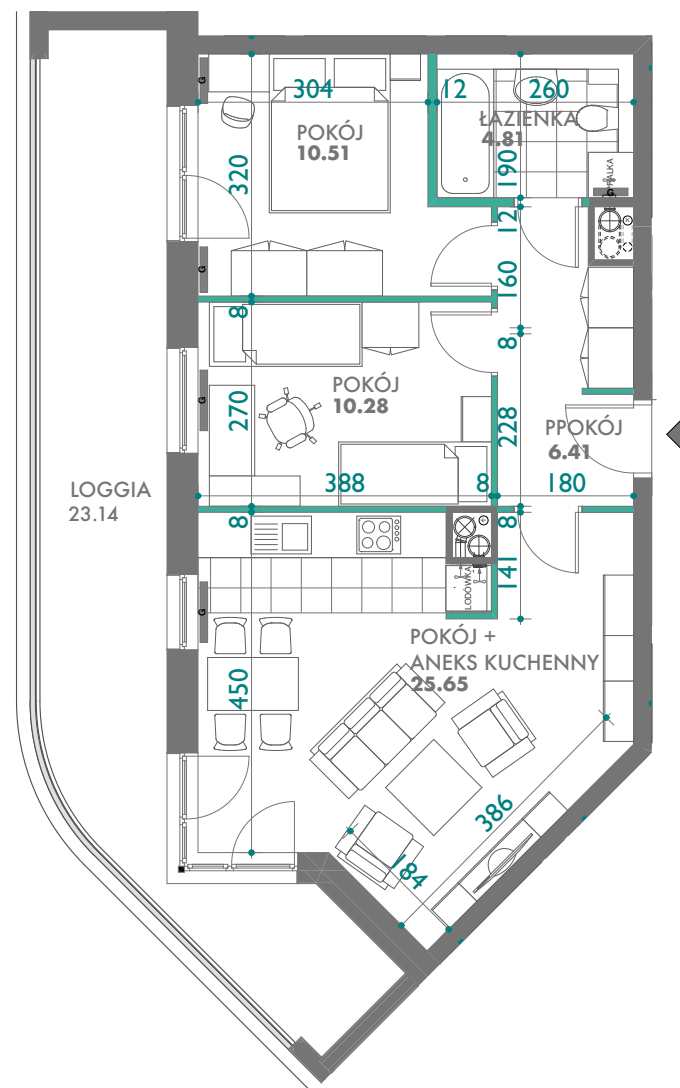 304
12
260
G
POKÓJ
10.51
ŁAZIENKA
4.81
320
190
PRALKA
G
12
160
G
8
8
POKÓJ
10.28
G
270
228
PPOKÓJ
6.41
388
8
180
LOGGIA
23.14
8
8
141
LODÓWKA
G
POKÓJ +
ANEKS KUCHENNY
25.65
450
386
184